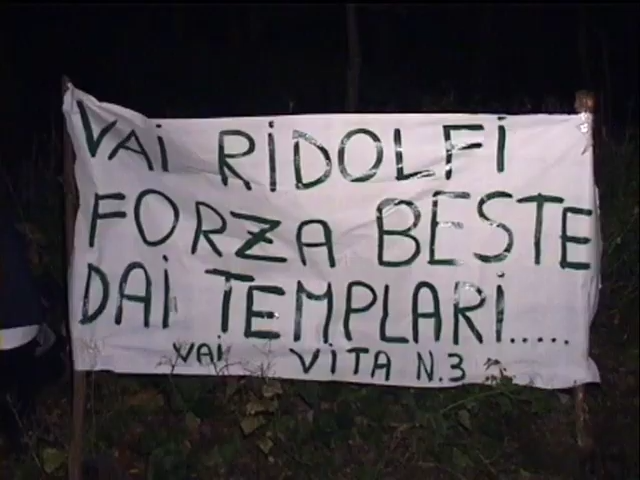 VAi RiDOLFi
FORZA BESTE
DAi TEMPLARi.....
VAi ViTA N.3